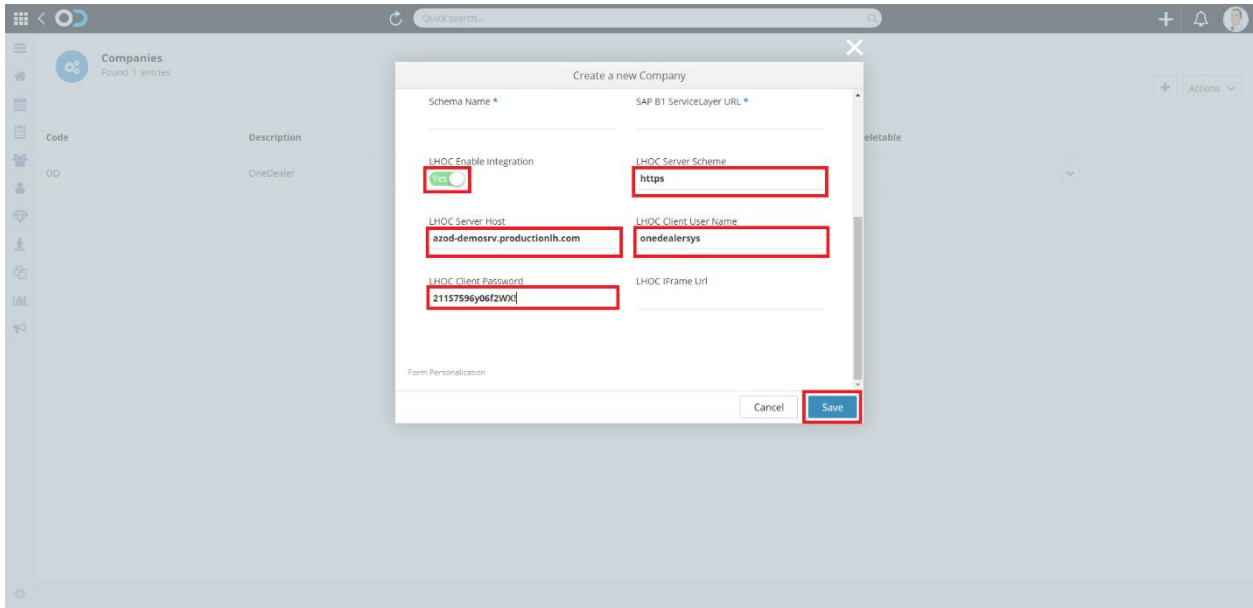 Quick search...
Companies
Found 1 entries
Create a new Company
Actions
Schema Name *
SAP B1 ServiceLayer URL *
Code
Description
eletable
LHOC Enable Integration
LHOC Server Scheme
OD
OneDealer
Yes
https
LHOC Server Host
LHOC Client User Name
azod-demosrv.productionlh.com
onedealersys
LHOC Client Password
LHOC IFrame Url
211S7596y06f2WX!
Form Personalization
Cancel
Save